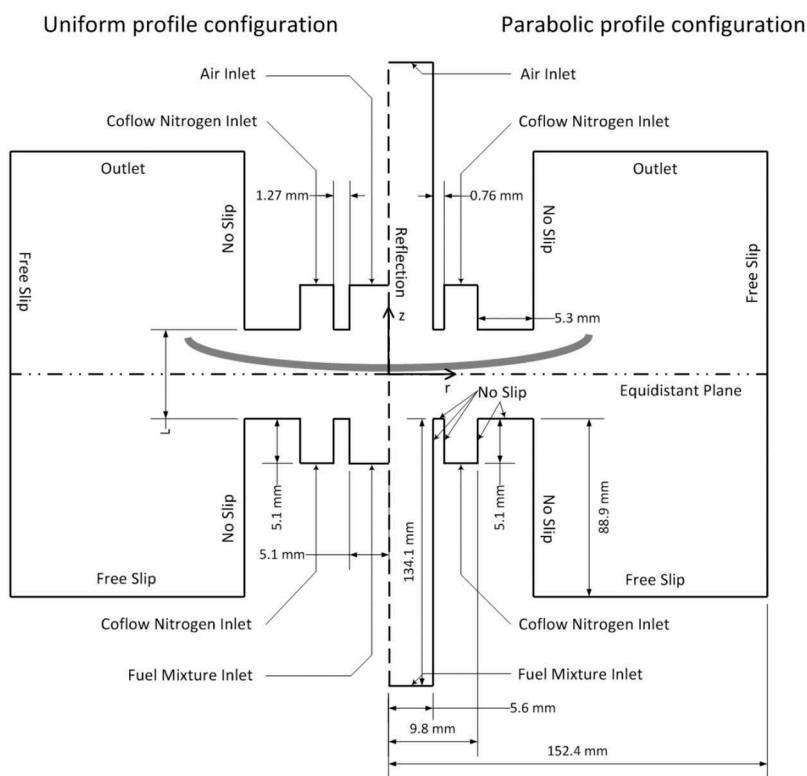 Uniform profile configuration
Parabolic profile configuration
Air Inlet
Air Inlet
Coflow Nitrogen Inlet
Coflow Nitrogen Inlet
Outlet
Outlet
1.27 mm
0.76 mm
No Slip
No Slip
Reflection
Free Slip
Free Slip
z
5.3 mm
r
No Slip
Equidistant Plane
L
5.1 mm
5.1 mm
88.9 mm
134.1 mm
No Slip
No Slip
5.1 mm
Free Slip
Free Slip
Coflow Nitrogen Inlet
Coflow Nitrogen Inlet
Fuel Mixture Inlet
Fuel Mixture Inlet
5.6 mm
9.8 mm
152.4 mm